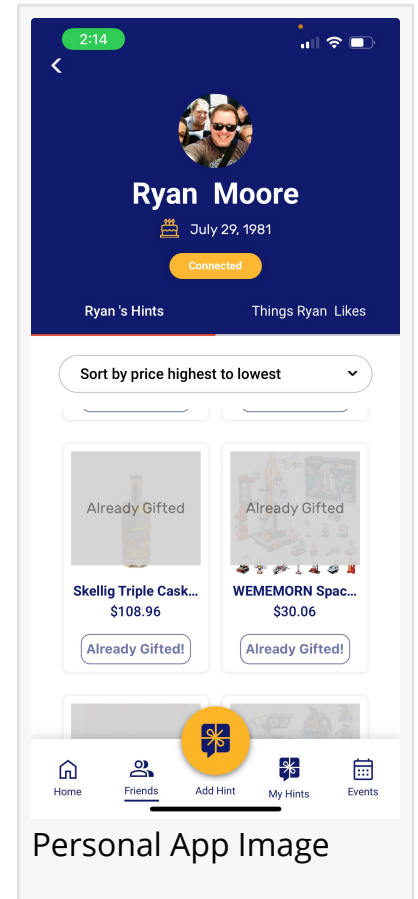 2:14
Ryan Moore
July 29, 1981
Connected
Ryan 's Hints Things Ryan Likes
Sort by price highest to lowest
Already Gifted Already Gifted
Skellig Triple Cask... WEMEMORN Spac...
$108.96 $30.06
Already Gifted! Already Gifted!
Home Friends Add Hint My Hints Events
Personal App Image